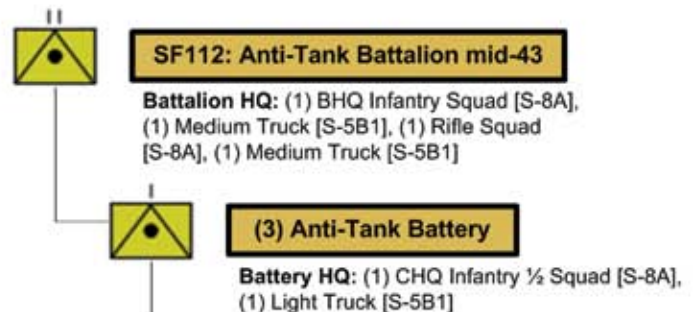 SF112: Anti-Tank Battalion mid-43
Battalion HQ: (1) BHQ Infantry Squad [S-8A],
(1) Medium Truck [S-5B1], (1) Rifle Squad
[S-8A], (1) Medium Truck [S-5B1]
(3) Anti-Tank Battery
Battery HQ: (1) CHQ Infantry ½ Squad [S-8A],
(1) Light Truck [S-5B1]